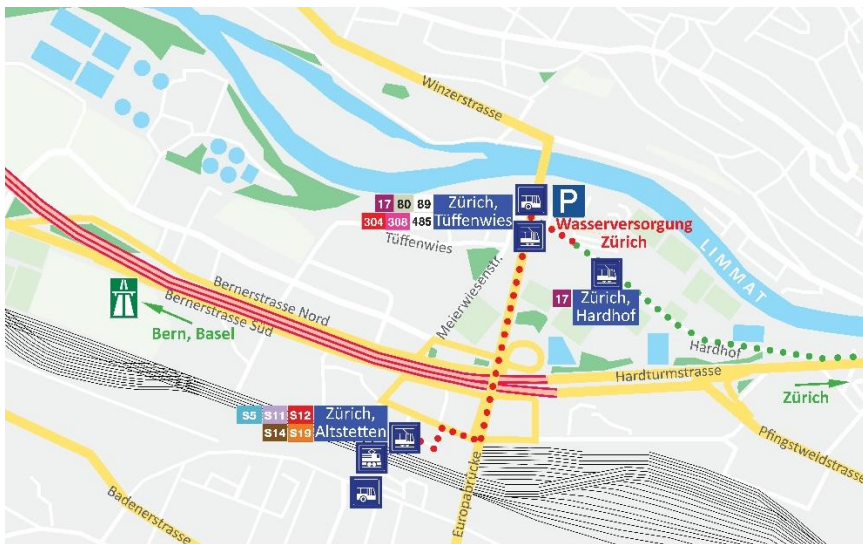 Winzerstrasse
17 80 89 Zürich,
304 308 485 Tüffenwies
Tüffenwies
P
Wasserversorgung
Zürich
LIMMAT
17 Zürich,
Hardhof
Meierwiesenstr.
Bernerstrasse Nord
Bernerstrasse Süd
Bern, Basel
Hardhof
Hardturmstrasse
Zürich
S5 S11 S12 Zürich,
S14 S19 Altstetten
Pfingstweidstrasse
Europabrücke
Badenerstrasse